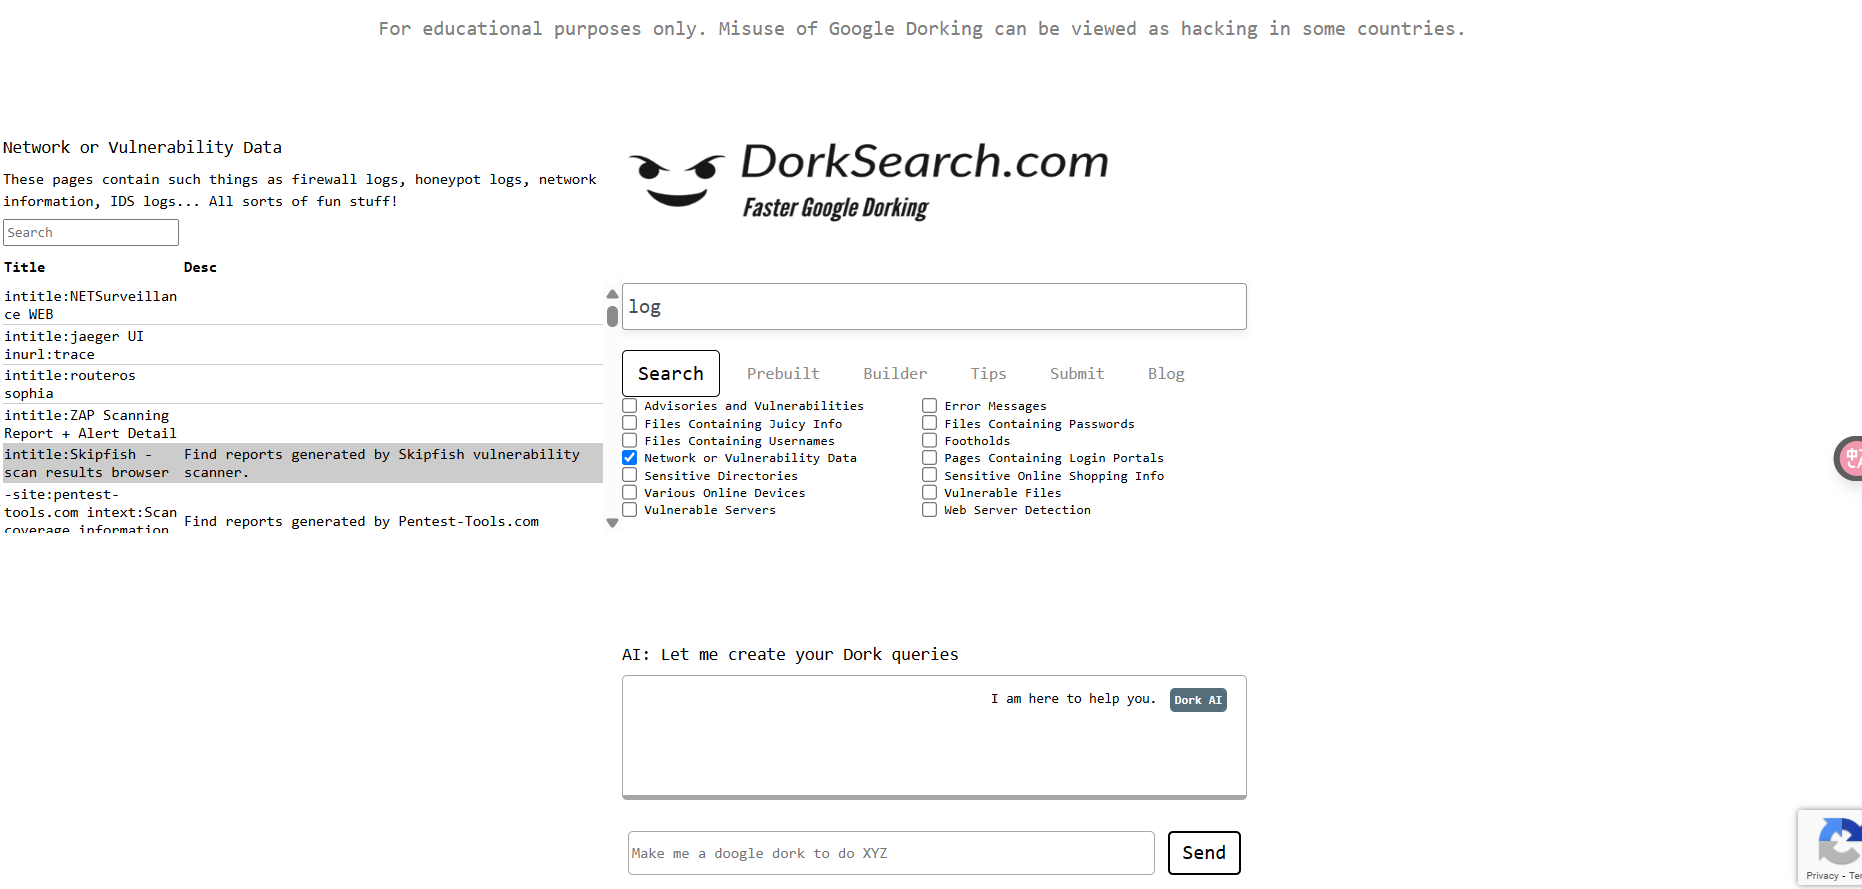 For educational purposes only. Misuse of Google Dorking can be viewed as hacking in some countries.
Network or Vulnerability Data
These pages contain such things as firewall logs, honeypot logs, network
information, IDS logs... All sorts of fun stuff!
Search
Title Desc
intitle:NETSurveillan
ce WEB
intitle:jaeger UI
inurl:trace
intitle:routeros
sophia
intitle:ZAP Scanning
Report + Alert Detail
intitle:Skipfish - Find reports generated by Skipfish vulnerability
scan results browser scanner.
-site:pentest-
tools.com intext:Scan
coverage information
Find reports generated by Pentest-Tools.com
DorkSearch.com
Faster Google Dorking
log
Search Prebuilt Builder Tips Submit Blog
Advisories and Vulnerabilities Error Messages
Files Containing Juicy Info Files Containing Passwords
Files Containing Usernames Footholds
Network or Vulnerability Data Pages Containing Login Portals
Sensitive Directories Sensitive Online Shopping Info
Various Online Devices Vulnerable Files
Vulnerable Servers Web Server Detection
AI: Let me create your Dork queries
I am here to help you. Dork AI
Make me a doogle dork to do XYZ Send
中
Privacy - Ter